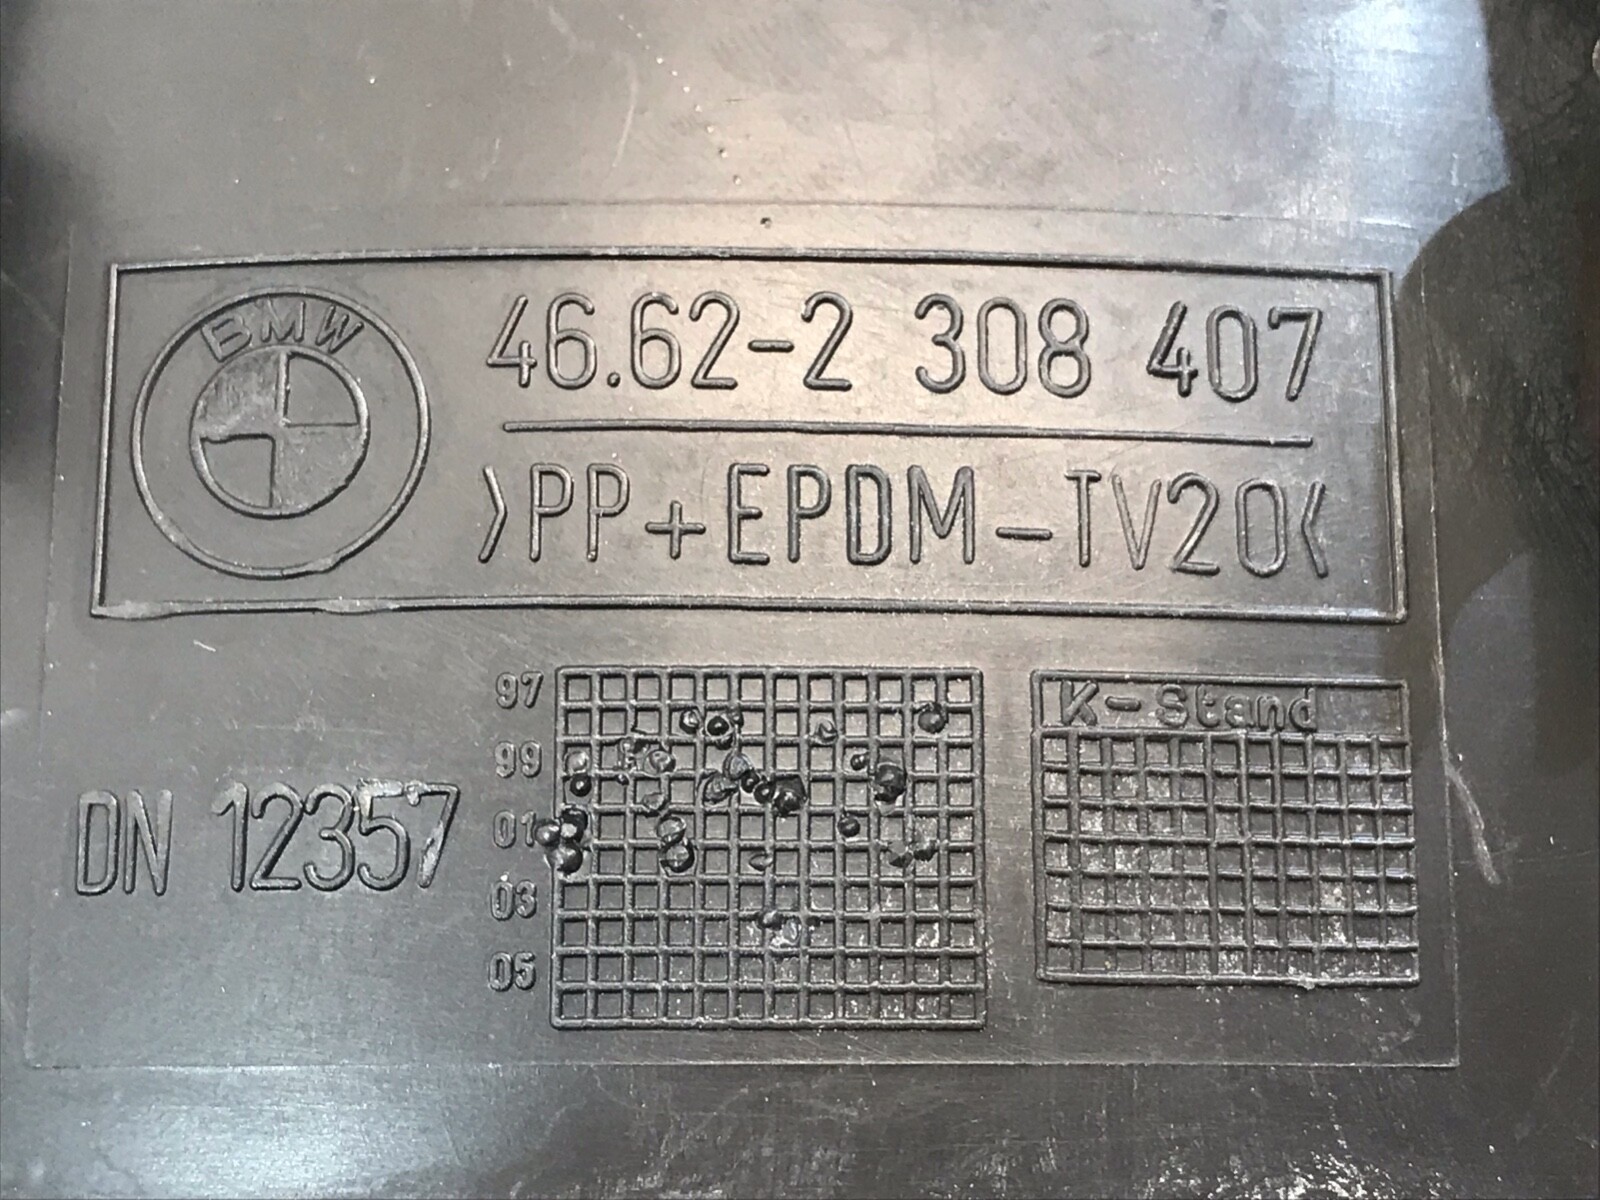 BMW
46.62-2 308 407
>PP+EPDM-TV20<
97
99
01
03
05
DN 12357
K-Stand